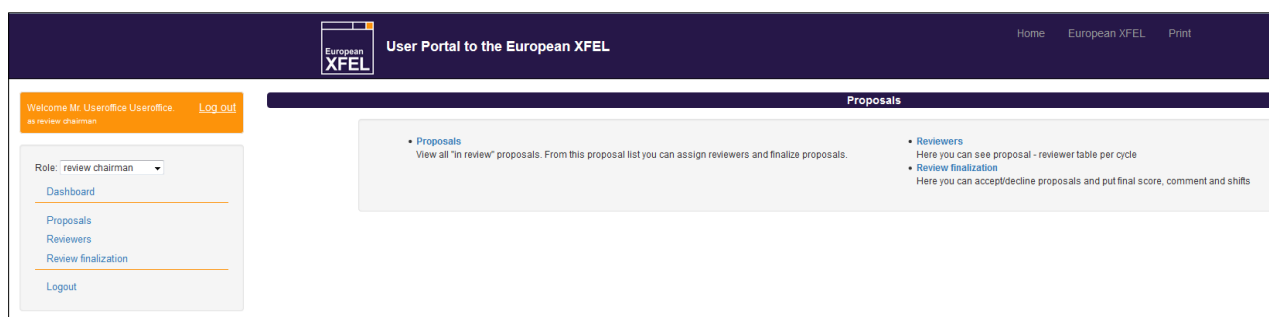 European
XFEL
User Portal to the European XFEL
Home European XFEL Print
Welcome Mr. Useroffice Useroffice. Log out
as review chairman
Role: review chairman
Dashboard
Proposals
Reviewers
Review finalization
Logout
Proposals
• Proposals
View all "in review" proposals. From this proposal list you can assign reviewers and finalize proposals.
• Reviewers
Here you can see proposal - reviewer table per cycle
• Review finalization
Here you can accept/decline proposals and put final score, comment and shifts